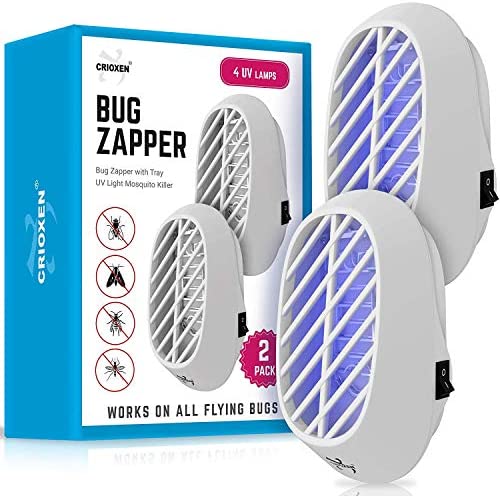 CRIOXEN®
4 UV LAMPS
BUG
ZAPPER
Bug Zapper with Tray
UV Light Mosquito Killer
2
PACK
WORKS ON ALL FLYING BUGS
CRIOXEN®